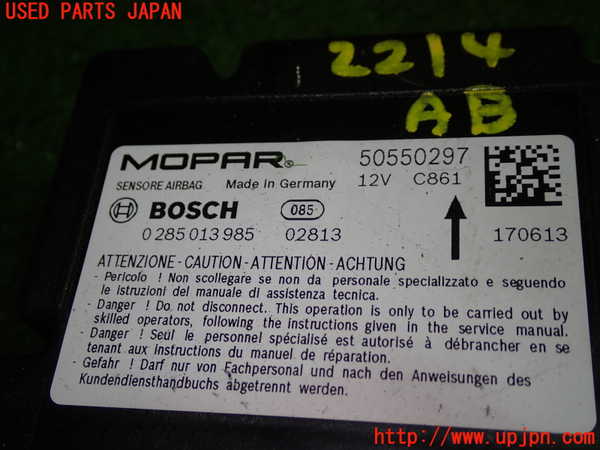 USED PARTS JAPAN
2214
AB
MOPAR® 50550297
SENSORE AIRBAG Made in Germany 12V C861
BOSCH 085
0 285 013 985 02813 170613
ATTENZIONE - CAUTION - ATTENTION - ACHTUNG
- Pericolo ! Non scollegare se non da personale specializzato e seguendo
le istruzioni del manuale di assistenza tecnica.
- Danger ! Do not disconnect. This operation is only to be carried out by
skilled operators, following the instructions given in the service manual.
- Danger ! Seul le personnel spécialisé est autorisé à débrancher en se
tenant aux instructions du manuel de réparation.
- Gefahr ! Darf nur von Fachpersonal und nach den Anweisungen des
Kundendiensthandbuchs abgetrennt werden.
http://www.upjpn.com/